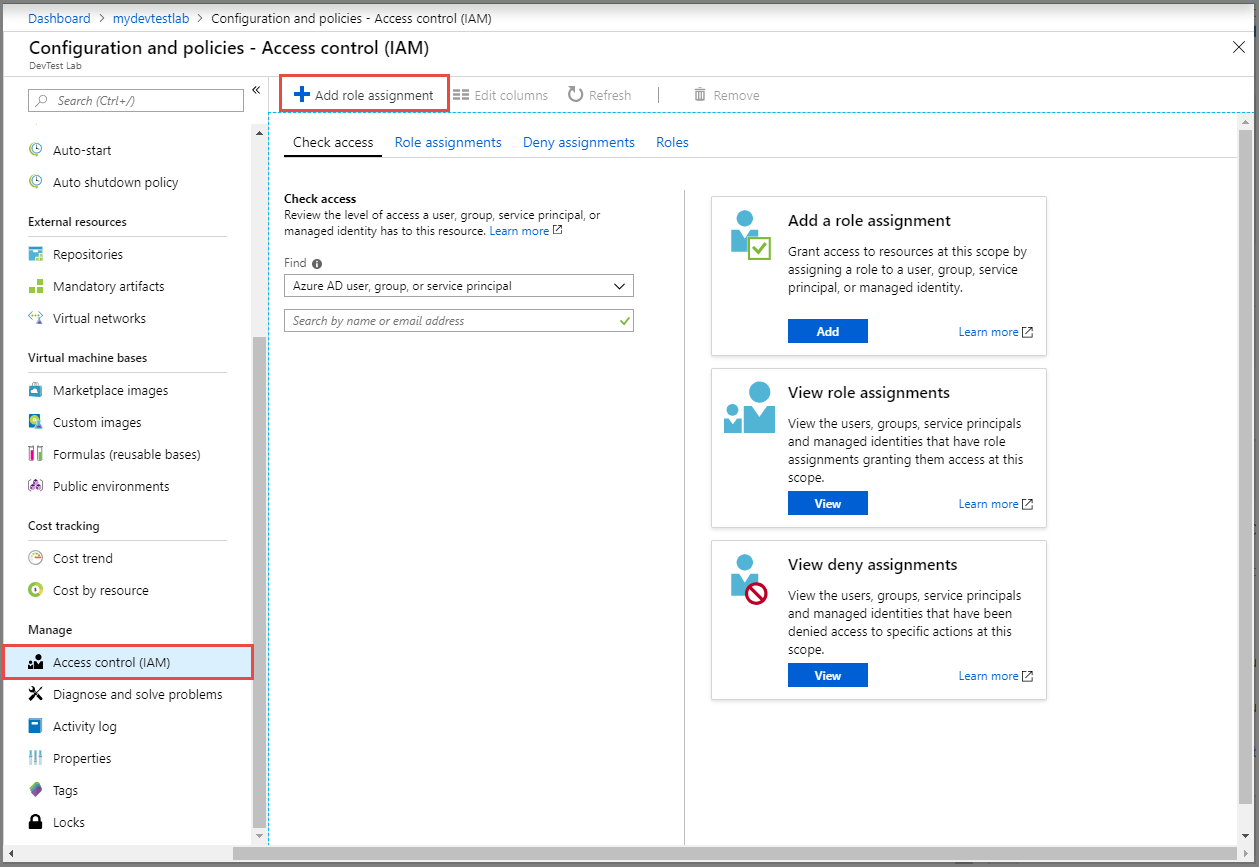 Dashboard > mydevtestlab > Configuration and policies - Access control (IAM)
Configuration and policies - Access control (IAM)
DevTest Lab
Search (Ctrl+/)
Auto-start
Auto shutdown policy
External resources
Repositories
Mandatory artifacts
Virtual networks
Virtual machine bases
Marketplace images
Custom images
Formulas (reusable bases)
Public environments
Cost tracking
Cost trend
Cost by resource
Manage
Access control (IAM)
Diagnose and solve problems
Activity log
Properties
Tags
Locks
Add role assignment
Edit columns
Refresh
Remove
Check access
Role assignments
Deny assignments
Roles
Check access
Review the level of access a user, group, service principal, or
managed identity has to this resource. Learn more
Find
Azure AD user, group, or service principal
Search by name or email address
Add a role assignment
Grant access to resources at this scope by
assigning a role to a user, group, service
principal, or managed identity.
Add
Learn more
View role assignments
View the users, groups, service principals
and managed identities that have role
assignments granting them access at this
scope.
View
Learn more
View deny assignments
View the users, groups, service principals
and managed identities that have been
denied access to specific actions at this
scope.
View
Learn more